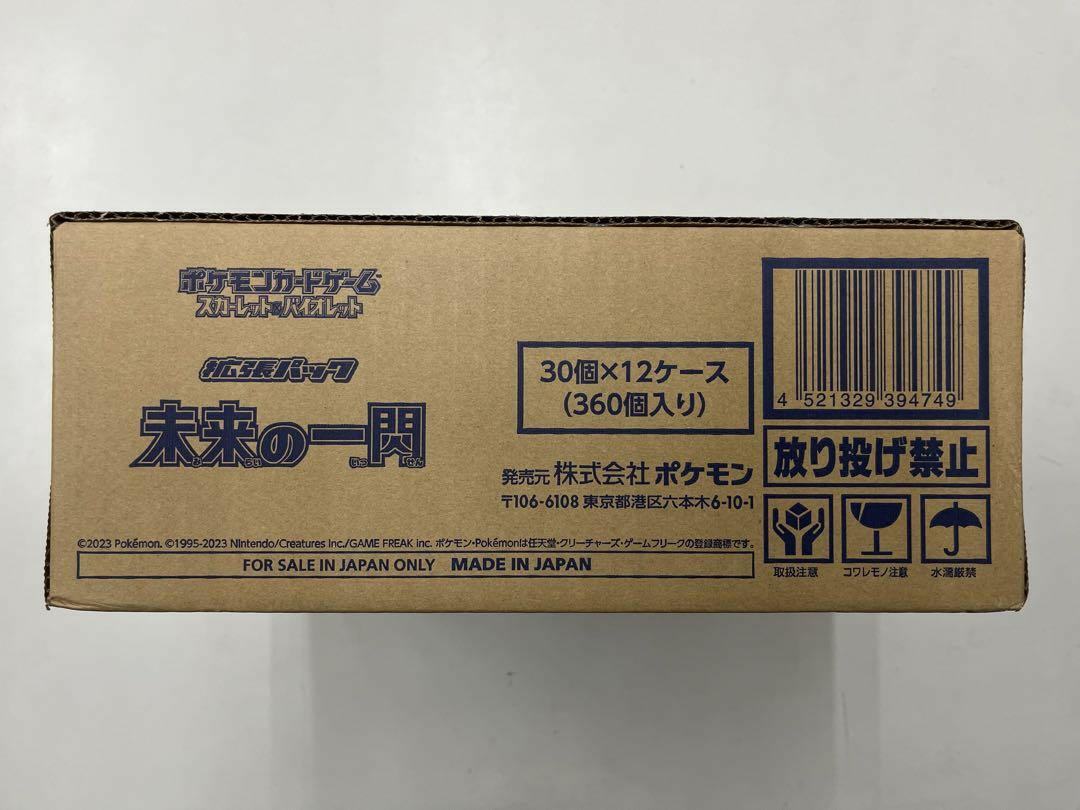 ポケモンカードゲーム
スカーレット&バイオレット
拡張パック
未来の一閃
みらい いっせん
30個×12ケース
(360個入り)
発売元 株式会社 ポケモン
〒106-6108 東京都港区六本木6-10-1
©2023 Pokémon. ©1995-2023 Nintendo/Creatures Inc./GAME FREAK inc. ポケモン・Pokémonは任天堂・クリーチャーズ・ゲームフリークの登録商標です。
FOR SALE IN JAPAN ONLY MADE IN JAPAN
4 521329 394749
放り投げ禁止
取扱注意 コワレモノ注意 水濡厳禁